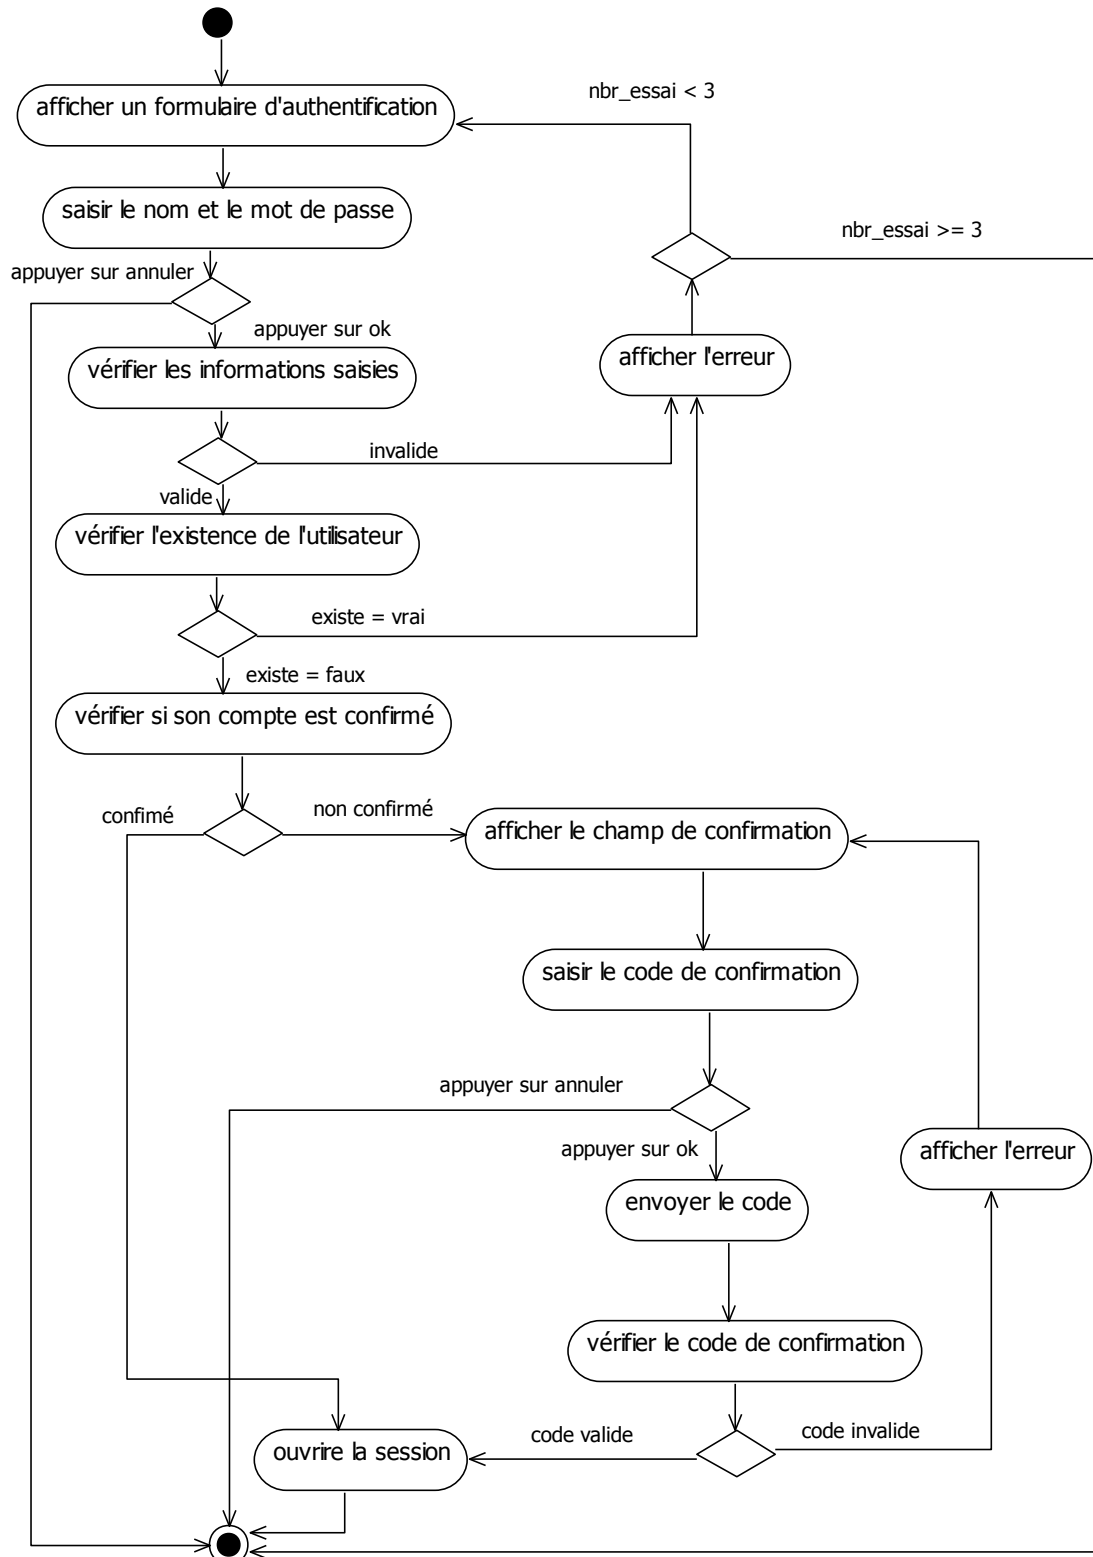 afficher un formulaire d'authentification
nbr_essai < 3
saisir le nom et le mot de passe
nbr_essai >= 3
appuyer sur annuler
appuyer sur ok
afficher l'erreur
vérifier les informations saisies
invalide
valide
vérifier l'existence de l'utilisateur
existe = vrai
existe = faux
vérifier si son compte est confirmé
confimé
non confirmé
afficher le champ de confirmation
saisir le code de confirmation
appuyer sur annuler
appuyer sur ok
afficher l'erreur
envoyer le code
vérifier le code de confirmation
code valide
code invalide
ouvrire la session